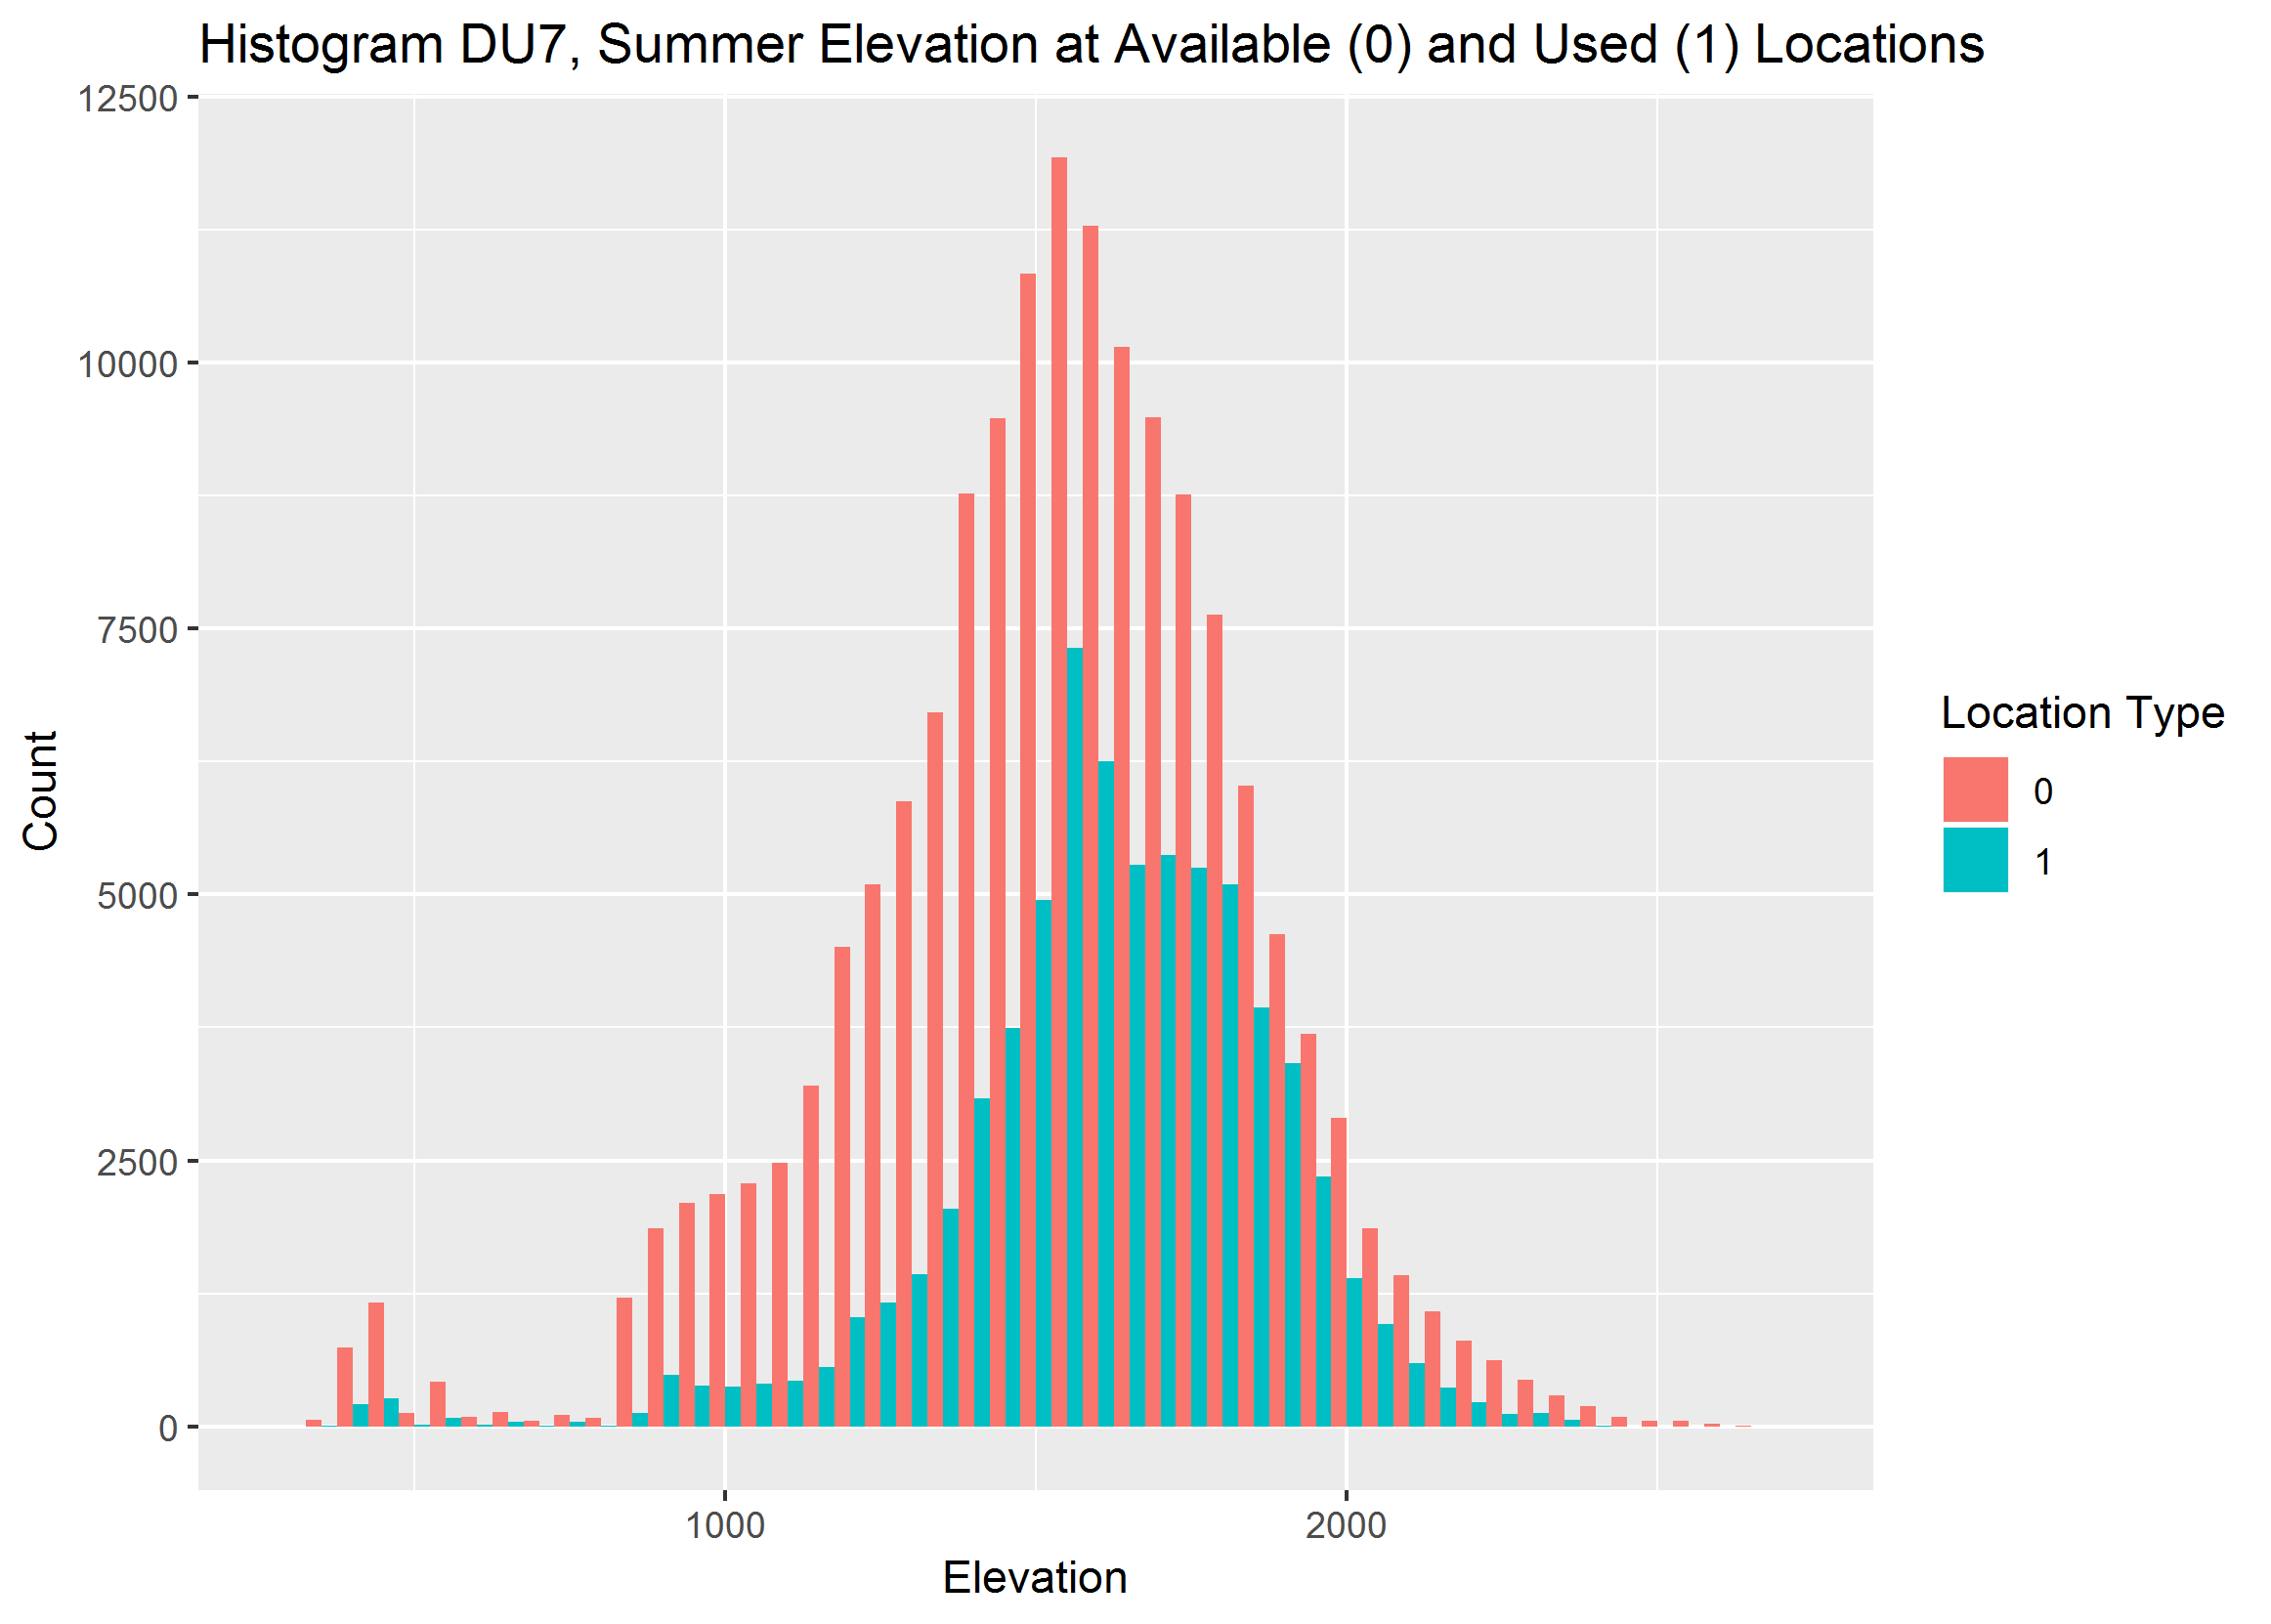 Histogram DU7, Summer Elevation at Available (0) and Used (1) Locations
12500
10000
7500
5000
2500
0
Count
1000
2000
Elevation
Location Type
0
1